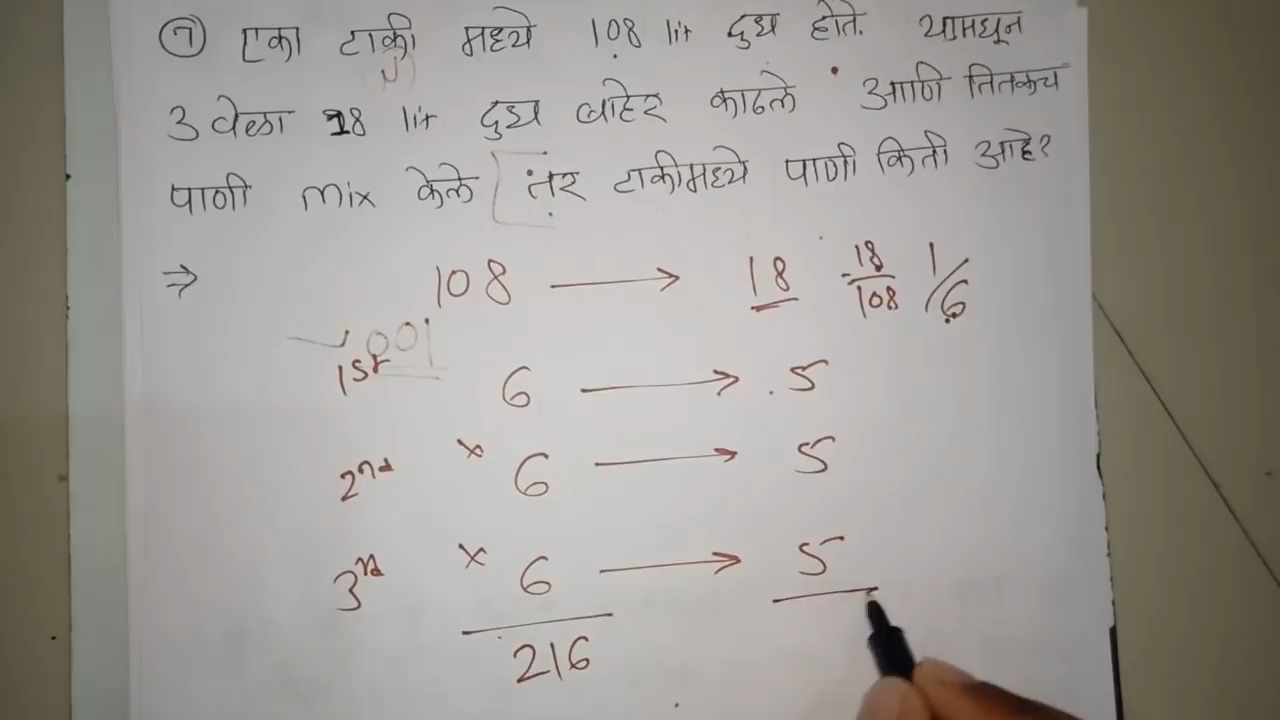 ① एका टाकी मध्ये 108 lit दुध होते. यामधून
3 वेळा 18 lit दुध बाहेर काढले आणि तितकच
पाणी mix केले तर टाकीमध्ये पाणी किती आहे?
⇒ 108 → 18 18/108 1/6
1st 6 → 5
2nd × 6 → 5
3rd × 6 → 5
216